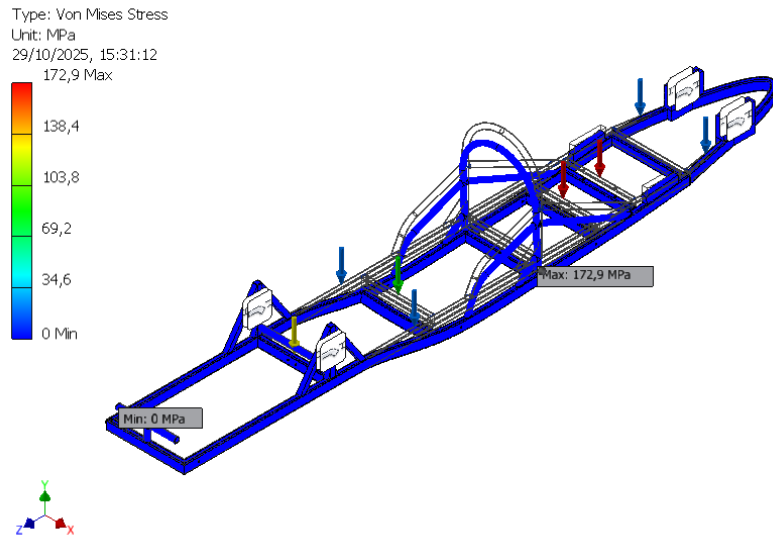 Type: Von Mises Stress
Unit: MPa
29/10/2025, 15:31:12
172,9 Max
138,4
103,8
69,2
34,6
0 Min
Max: 172,9 MPa
Min: 0 MPa
Y
Z
X